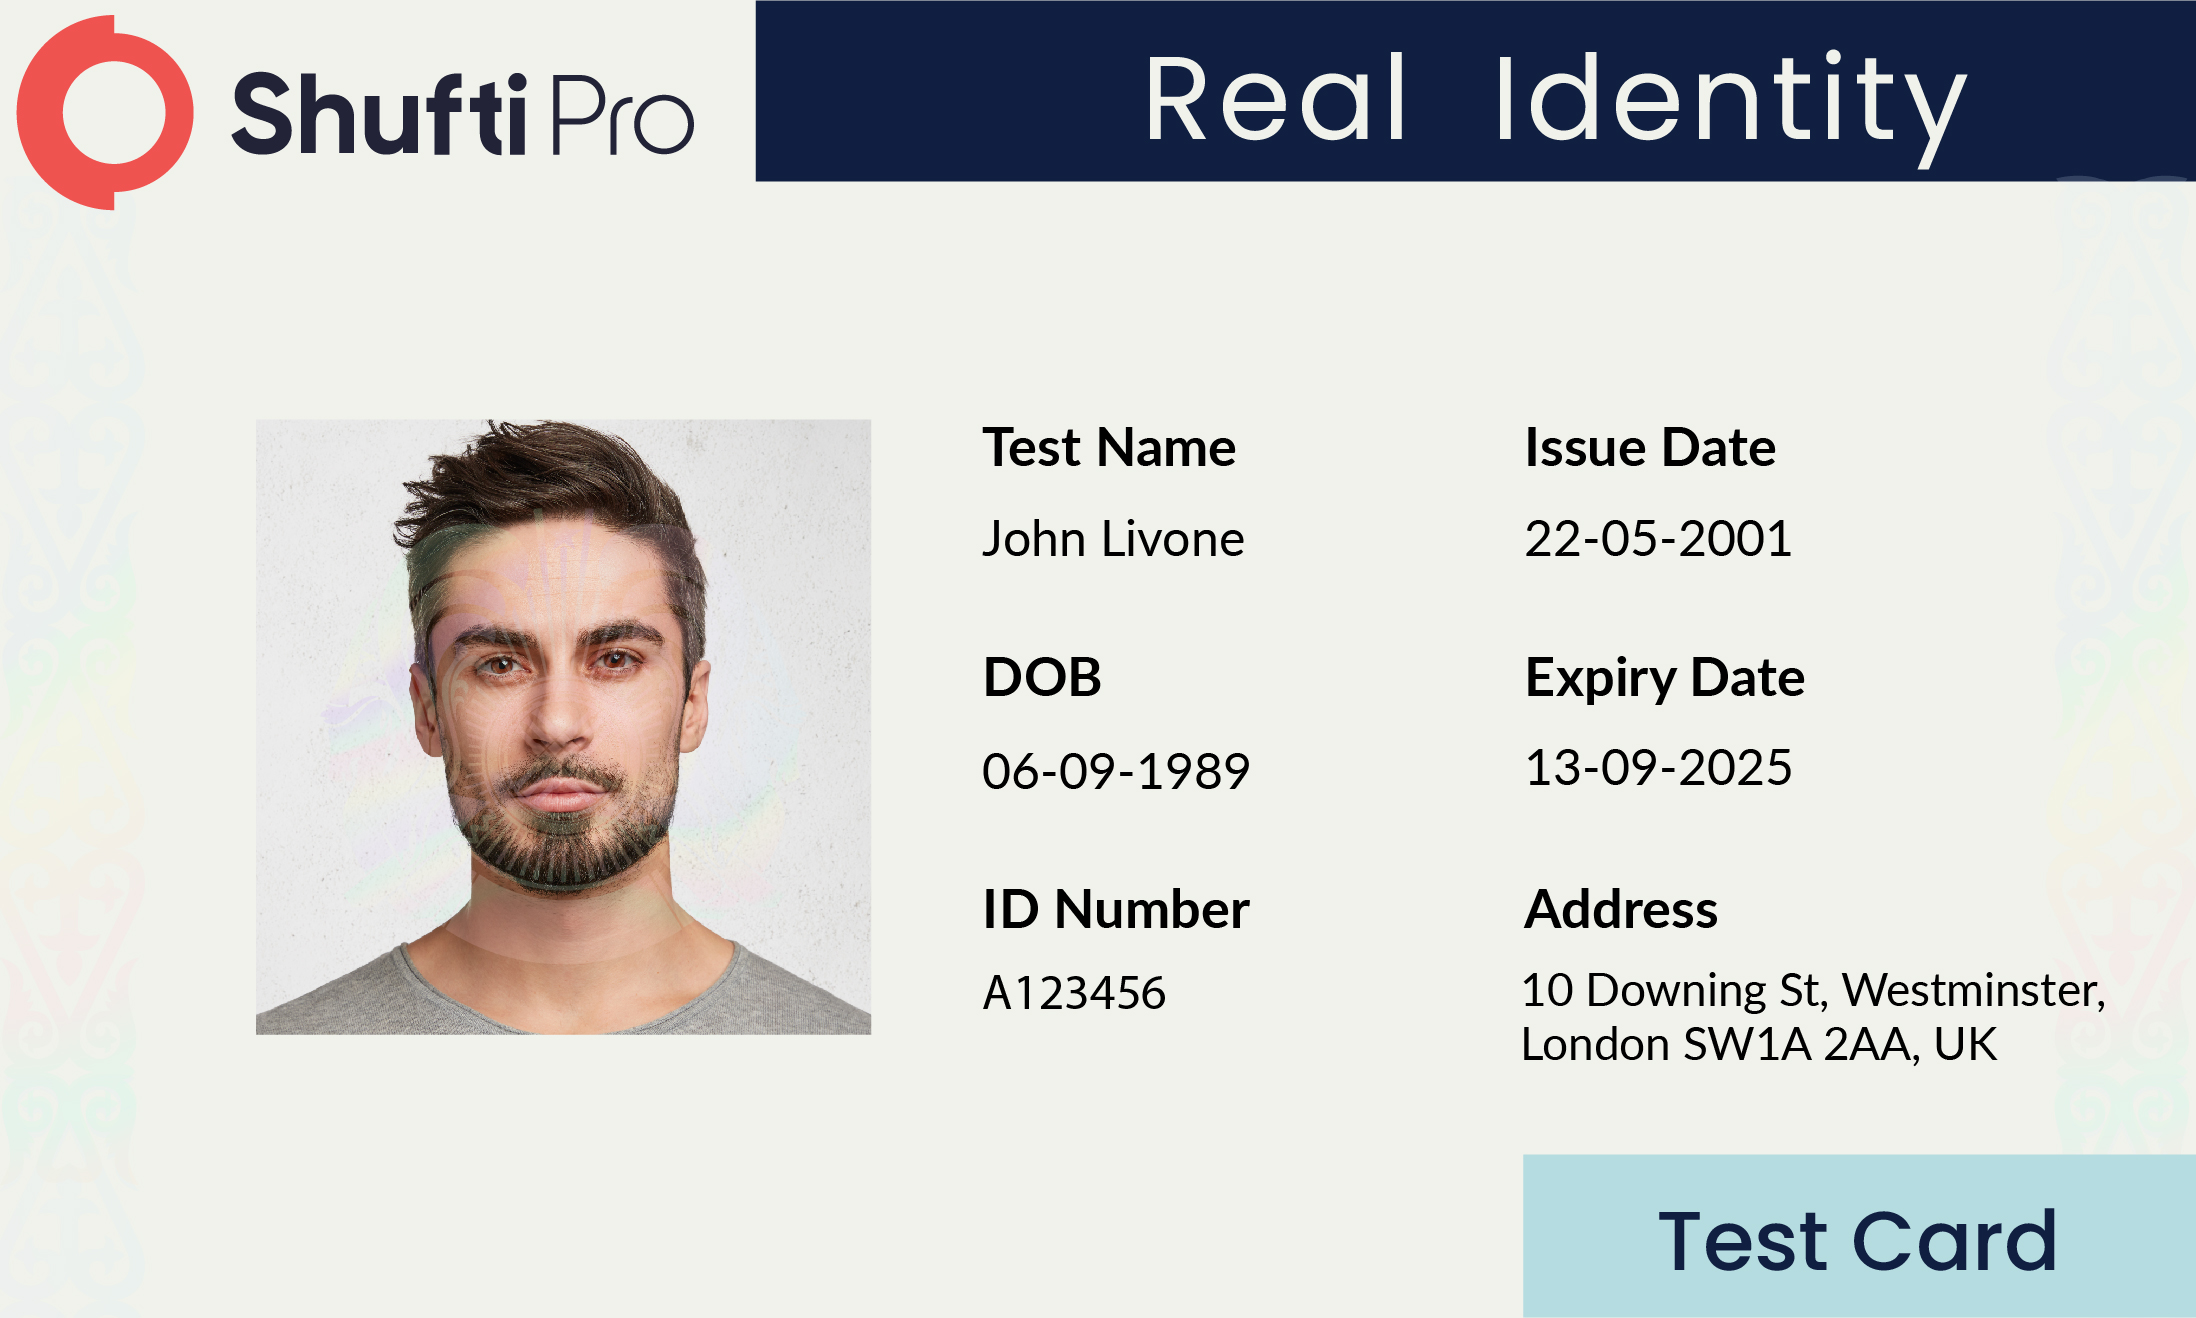 Shufti Pro
Real Identity
Test Name
John Livone
Issue Date
22-05-2001
DOB
06-09-1989
Expiry Date
13-09-2025
ID Number
A123456
Address
10 Downing St, Westminster,
London SW1A 2AA, UK
Test Card